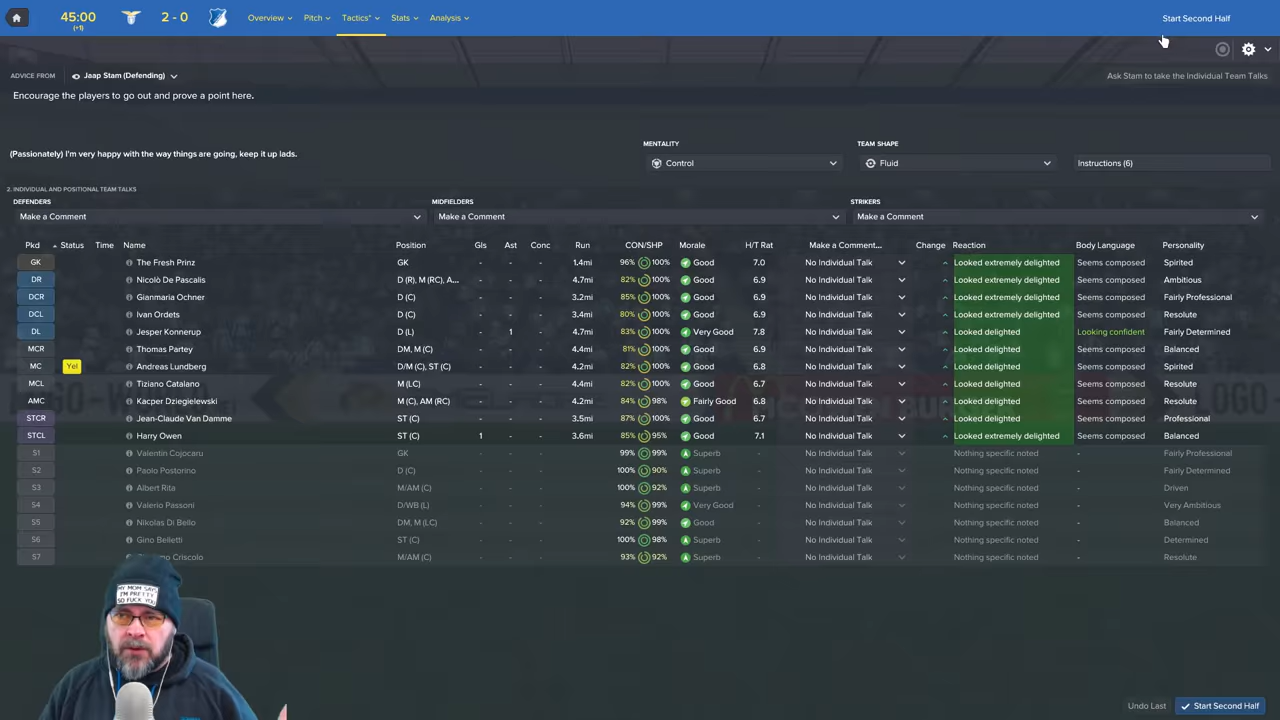 45:00 2 - 0 Overview Pitch Tactics* Stats Analysis Start Second Half
(+1)
ADVICE FROM Jaap Stam (Defending) Ask Stam to take the Individual Team Talks
Encourage the players to go out and prove a point here.
MENTALITY TEAM SHAPE
(Passionately) I'm very happy with the way things are going, keep it up lads.
Control Fluid Instructions (6)
2. INDIVIDUAL AND POSITIONAL TEAM TALKS
DEFENDERS MIDFIELDERS STRIKERS
Make a Comment Make a Comment Make a Comment
Pkd Status Time Name Position Gls Ast Conc Run CON/SHP Morale H/T Rat Make a Comment... Change Reaction Body Language Personality
GK The Fresh Prinz GK - - - 1.4mi 96% 100% Good 7.0 No Individual Talk Looked extremely delighted Seems composed Spirited
DR Nicolò De Pascalis D (R), M (RC), A... - - - 4.7mi 82% 100% Good 6.9 No Individual Talk Looked extremely delighted Seems composed Ambitious
DCR Gianmaria Ochner D (C) - - - 3.2mi 85% 100% Good 6.9 No Individual Talk Looked extremely delighted Seems composed Fairly Professional
DCL Ivan Ordets D (C) - - - 3.4mi 80% 100% Good 6.9 No Individual Talk Looked extremely delighted Seems composed Resolute
DL Jesper Konnerup D (L) - 1 - 4.7mi 83% 100% Very Good 7.8 No Individual Talk Looked delighted Looking confident Fairly Determined
MCR Thomas Partey DM, M (C) - - - 4.4mi 81% 100% Good 6.9 No Individual Talk Looked delighted Seems composed Balanced
MC Yel Andreas Lundberg D/M (C), ST (C) - - - 4.2mi 82% 100% Good 6.8 No Individual Talk Looked delighted Seems composed Spirited
MCL Tiziano Catalano M (LC) - - - 4.4mi 82% 100% Good 6.7 No Individual Talk Looked delighted Seems composed Resolute
AMC Kacper Dziegielewski M (C), AM (RC) - - - 4.2mi 84% 98% Fairly Good 6.8 No Individual Talk Looked delighted Seems composed Resolute
STCR Jean-Claude Van Damme ST (C) - - - 3.5mi 87% 100% Good 6.7 No Individual Talk Looked delighted Seems composed Professional
STCL Harry Owen ST (C) 1 - - 3.6mi 85% 95% Good 7.1 No Individual Talk Looked extremely delighted Seems composed Balanced
S1 Valentin Cojocaru GK 99% 99% Superb - No Individual Talk Nothing specific noted - Fairly Professional
S2 Paolo Postorino D (C) 100% 90% Superb - No Individual Talk Nothing specific noted - Fairly Determined
S3 Albert Rita M/AM (C) 100% 92% Superb - No Individual Talk Nothing specific noted - Driven
S4 Valerio Passoni D/WB (L) 94% 99% Very Good - No Individual Talk Nothing specific noted - Very Ambitious
S5 Nikolas Di Bello DM, M (LC) 92% 99% Good - No Individual Talk Nothing specific noted - Balanced
S6 Gino Belletti ST (C) 100% 98% Superb - No Individual Talk Nothing specific noted - Determined
S7 Criscolo M/AM (C) 93% 92% Superb - No Individual Talk Nothing specific noted - Resolute
MY MOM SAYS
I'M PRETTY
SO FUCK YOU
Undo Last Start Second Half